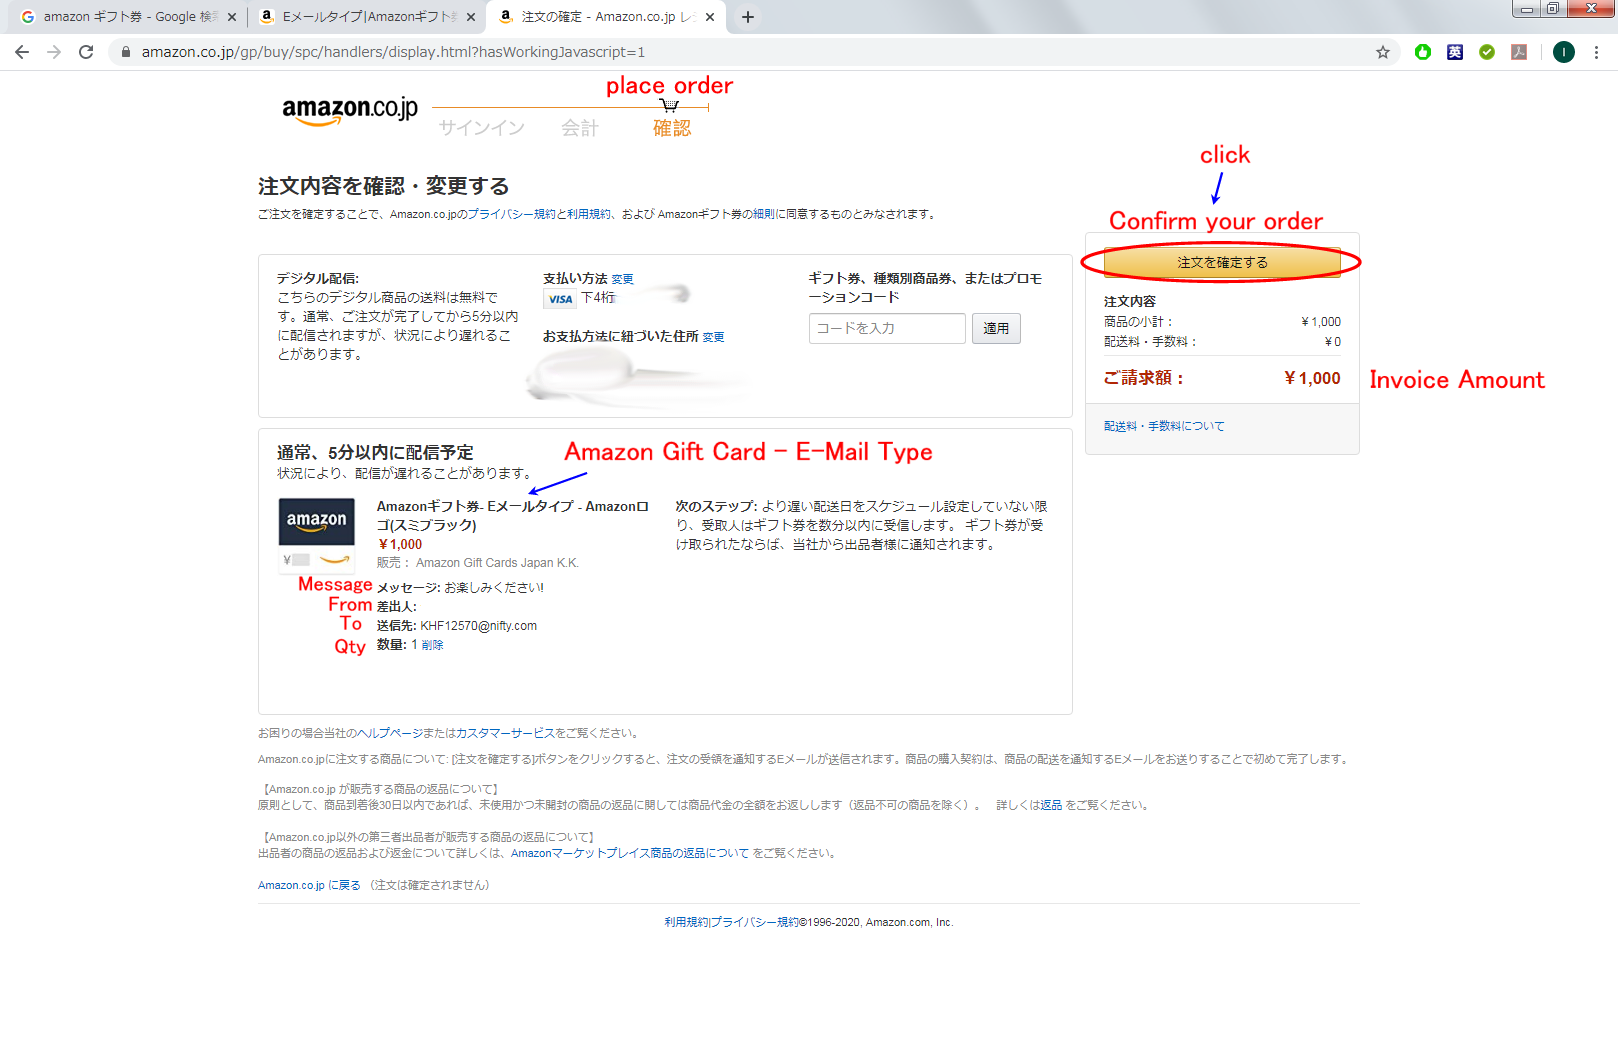 amazon ギフト券 - Google 検索
Eメールタイプ|Amazonギフト券
注文の確定 - Amazon.co.jp レジ
amazon.co.jp/gp/buy/spc/handlers/display.html?hasWorkingJavascript=1
英
I
place order
amazon.co.jp
サインイン 会計 確認
click
注文内容を確認・変更する
ご注文を確定することで、Amazon.co.jpのプライバシー規約と利用規約、および Amazonギフト券の細則に同意するものとみなされます。
Confirm your order
注文を確定する
デジタル配信:
こちらのデジタル商品の送料は無料で
す。通常、ご注文が完了してから5分以内
に配信されますが、状況により遅れるこ
とがあります。
支払い方法 変更
VISA 下4桁
お支払方法に紐づいた住所 変更
ギフト券、種類別商品券、またはプロモ
ーションコード
コードを入力 適用
注文内容
商品の小計： ￥1,000
配送料・手数料： ￥0
ご請求額： ￥1,000
Invoice Amount
配送料・手数料について
通常、5分以内に配信予定
状況により、配信が遅れることがあります。
Amazon Gift Card - E-Mail Type
amazon
¥
Amazonギフト券- Eメールタイプ - Amazonロ
ゴ(スミブラック)
￥1,000
販売： Amazon Gift Cards Japan K.K.
Message メッセージ: お楽しみください!
From 差出人:
To 送信先: KHF12570@nifty.com
Qty 数量: 1 削除
次のステップ: より遅い配送日をスケジュール設定していない限
り、受取人はギフト券を数分以内に受信します。 ギフト券が受
け取られたならば、当社から出品者様に通知されます。
お困りの場合当社のヘルプページまたはカスタマーサービスをご覧ください。
Amazon.co.jpに注文する商品について: [注文を確定する]ボタンをクリックすると、注文の受領を通知するEメールが送信されます。商品の購入契約は、商品の配送を通知するEメールをお送りすることで初めて完了します。
【Amazon.co.jp が販売する商品の返品について】
原則として、商品到着後30日以内であれば、未使用かつ未開封の商品の返品に関しては商品代金の全額をお返しします（返品不可の商品を除く）。 詳しくは返品 をご覧ください。
【Amazon.co.jp以外の第三者出品者が販売する商品の返品について】
出品者の商品の返品および返金について詳しくは、Amazonマーケットプレイス商品の返品について をご覧ください。
Amazon.co.jp に戻る （注文は確定されません）
利用規約|プライバシー規約©1996-2020, Amazon.com, Inc.